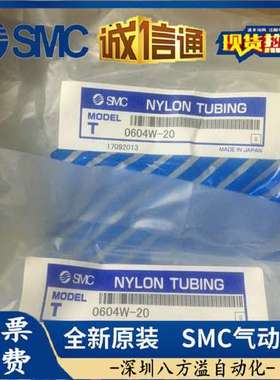 SMC
诚信通
现货
SMC
NYLON TUBING
MODEL
T
0604W-20
17092013
MADE IN JAPAN
SMC
NYLON TUBING
MODEL
T
0604W-20
票
费
全新原装 SMC气动
-深圳八方溢自动化-